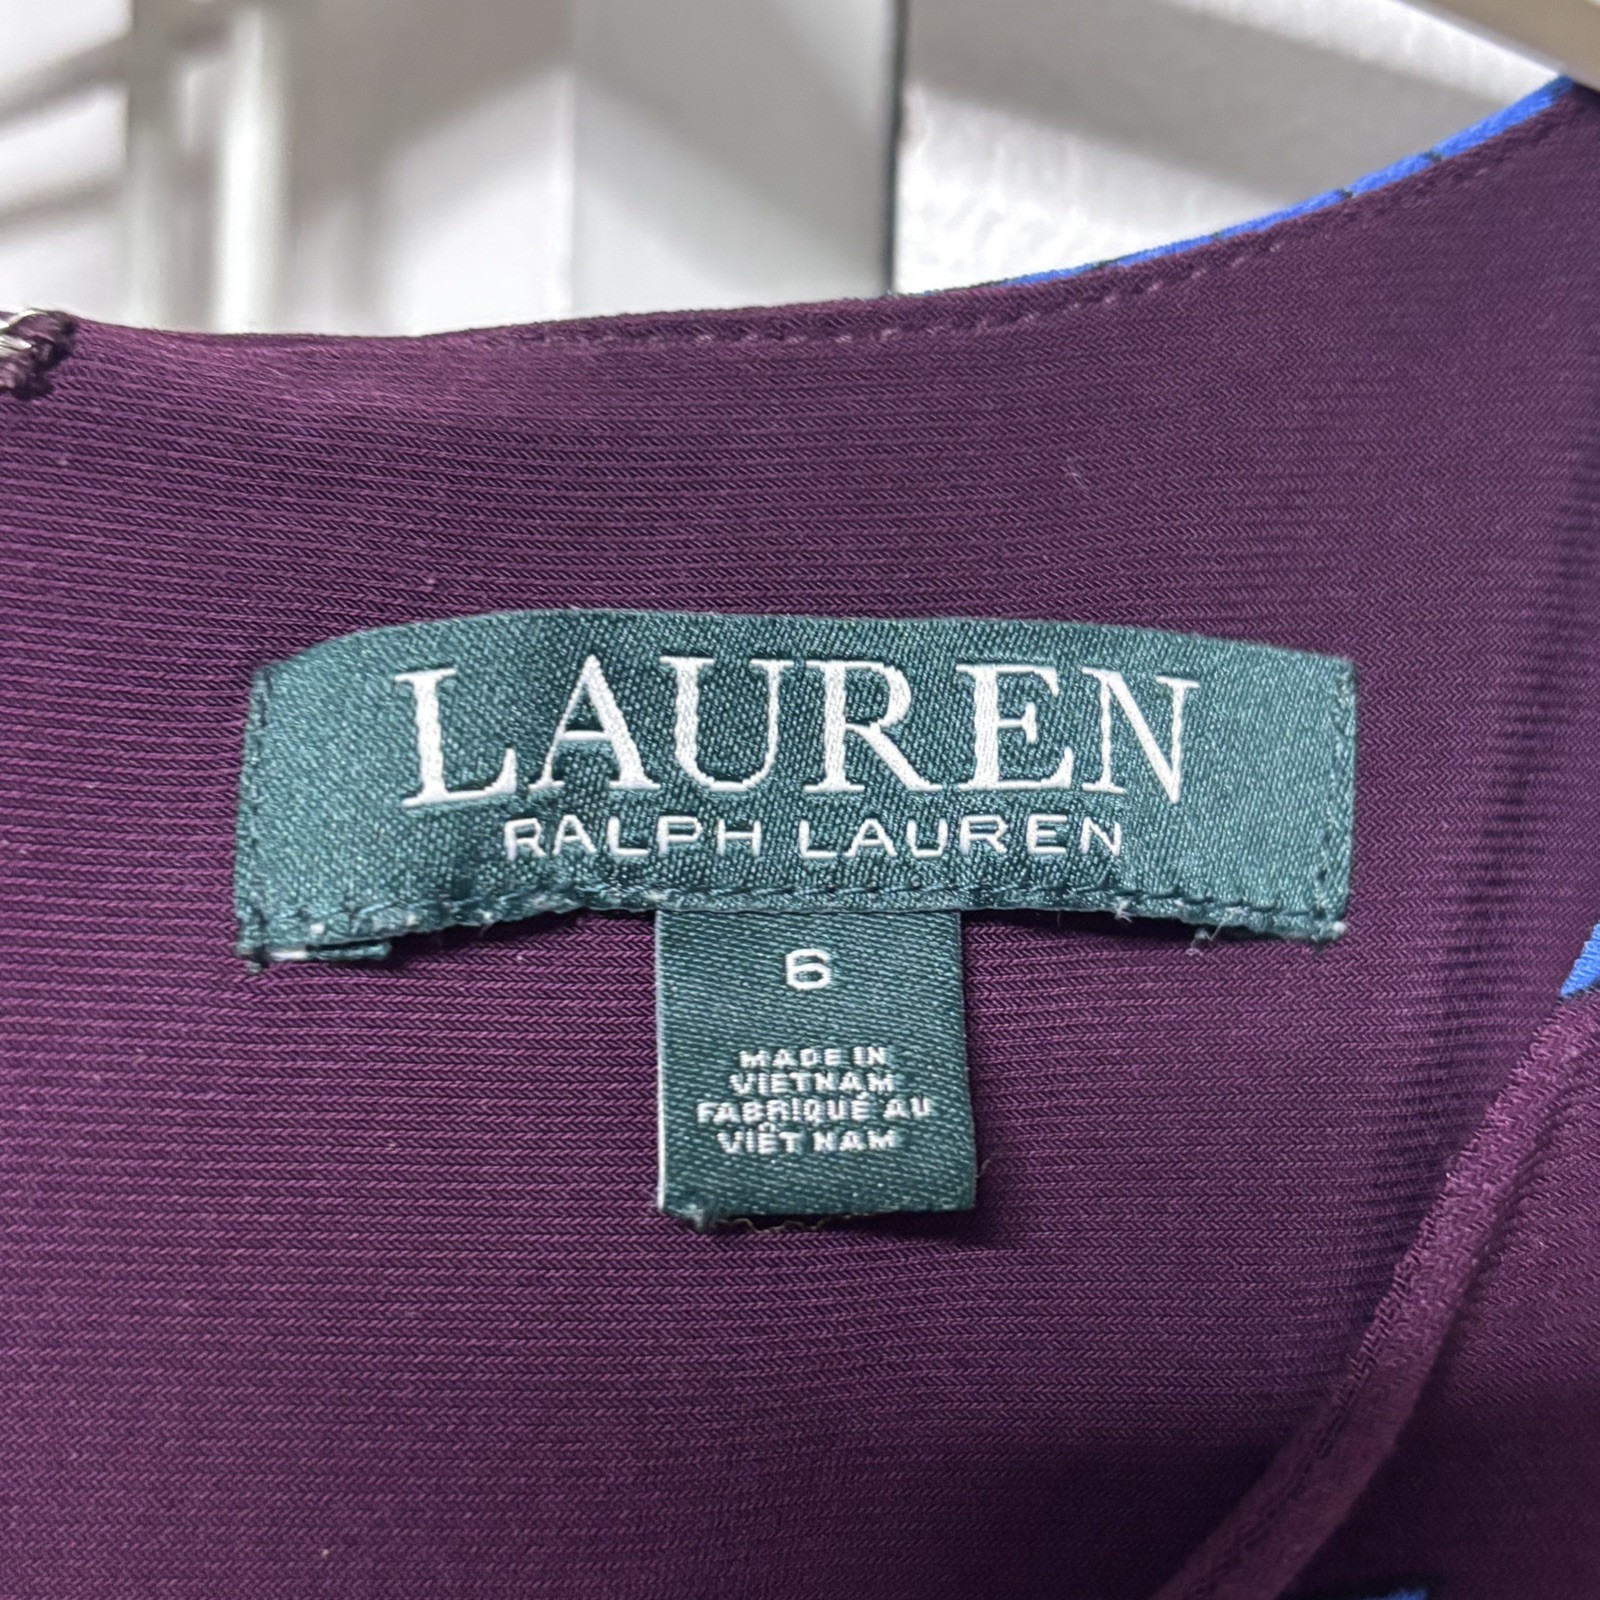 LAUREN
RALPH LAUREN
6
MADE IN
VIETNAM
FABRIQUÉ AU
VIÊT NAM